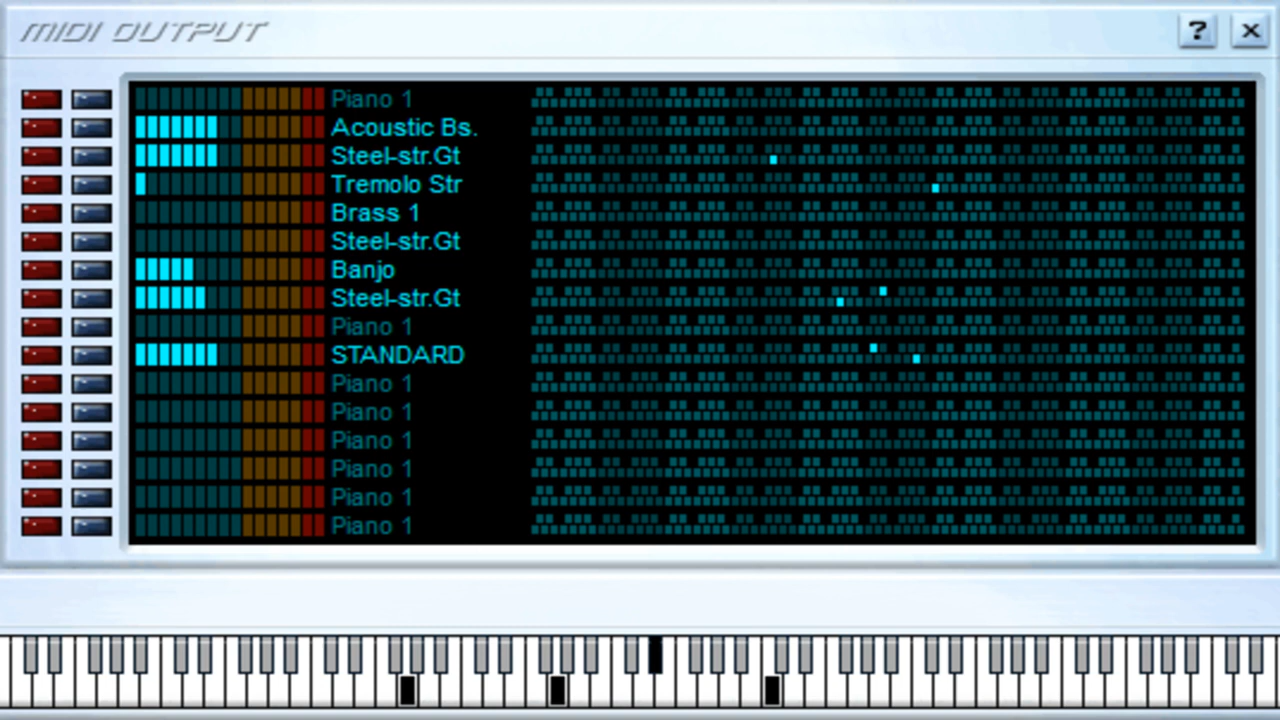 MIDI OUTPUT
? ×
Piano 1
Acoustic Bs.
Steel-str.Gt
Tremolo Str
Brass 1
Steel-str.Gt
Banjo
Steel-str.Gt
Piano 1
STANDARD
Piano 1
Piano 1
Piano 1
Piano 1
Piano 1
Piano 1